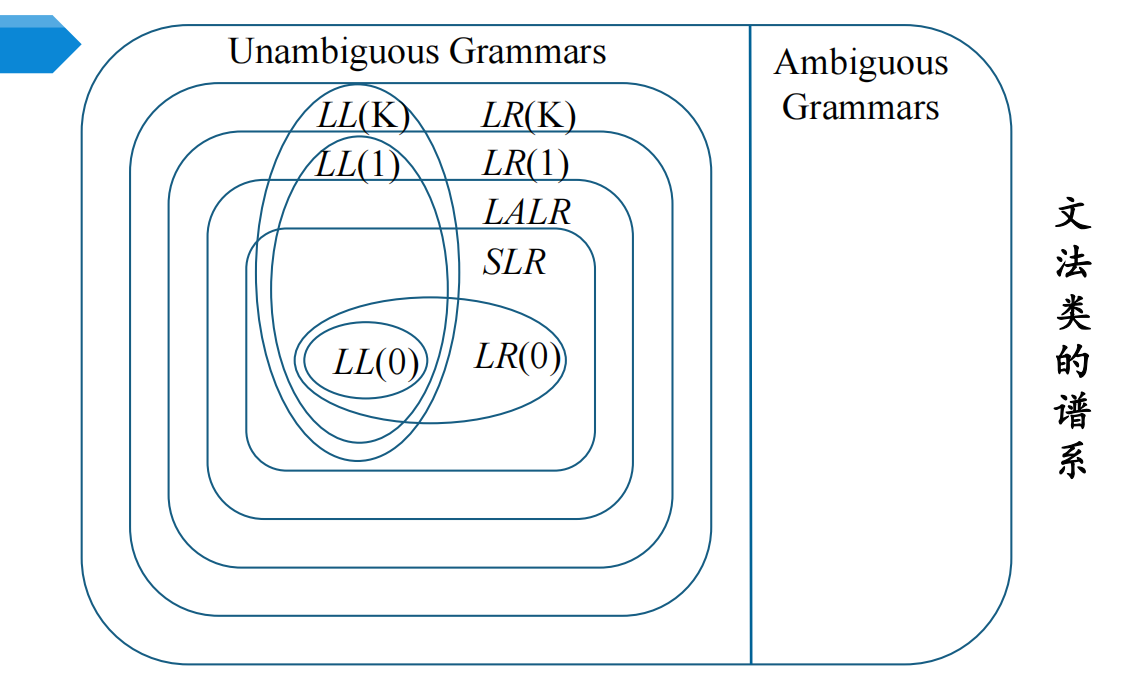 Unambiguous Grammars
Ambiguous
Grammars
LL(K)
LR(K)
LL(1)
LR(1)
LALR
SLR
LL(0)
LR(0)
文法类的谱系